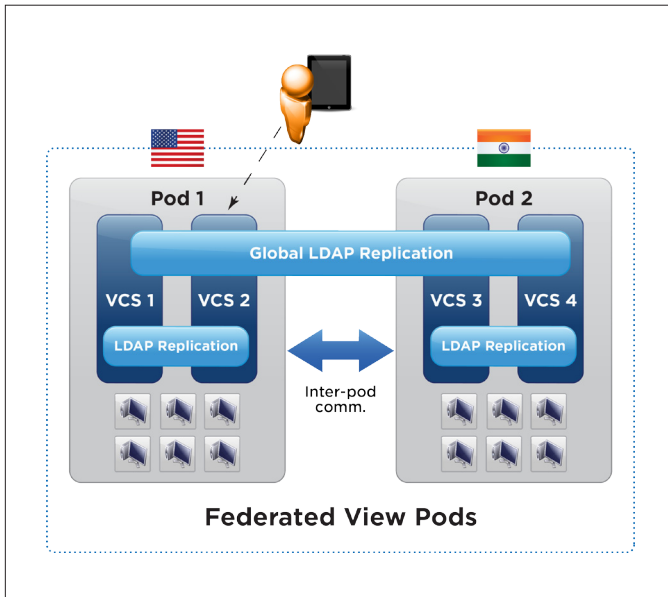 Pod 1
Pod 2
Global LDAP Replication
VCS 1
VCS 2
VCS 3
VCS 4
LDAP Replication
LDAP Replication
Inter-pod
comm.
Federated View Pods